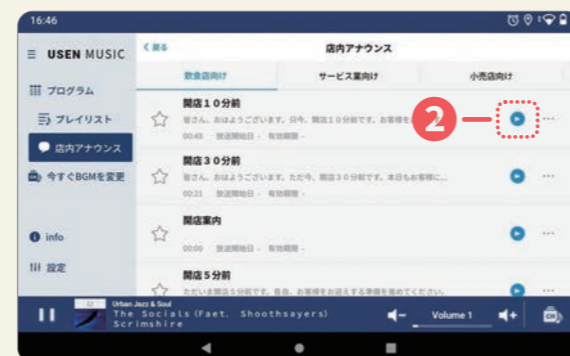 16:46
USEN MUSIC
戻る
店内アナウンス
飲食店向け
サービス業向け
小売店向け
プログラム
プレイリスト
店内アナウンス
今すぐBGMを変更
info
設定
開店10分前
皆さん、おはようございます。只今、開店10分前です。お客様を
00:43 放送開始日 - 有効期限 -
2
開店30分前
皆さん、おはようございます。ただ今、開店30分前です。本日もお客様に...
00:21 放送開始日 - 有効期限 -
開店案内
00:00 放送開始日 - 有効期限 -
開店5分前
ただいま開店5分前です。各自、お客様をお迎えする準備を進めてください。
Urban Jazz & Soul
The Socials(Faet. Shoothsayers)
Scrimshire
Volume 1